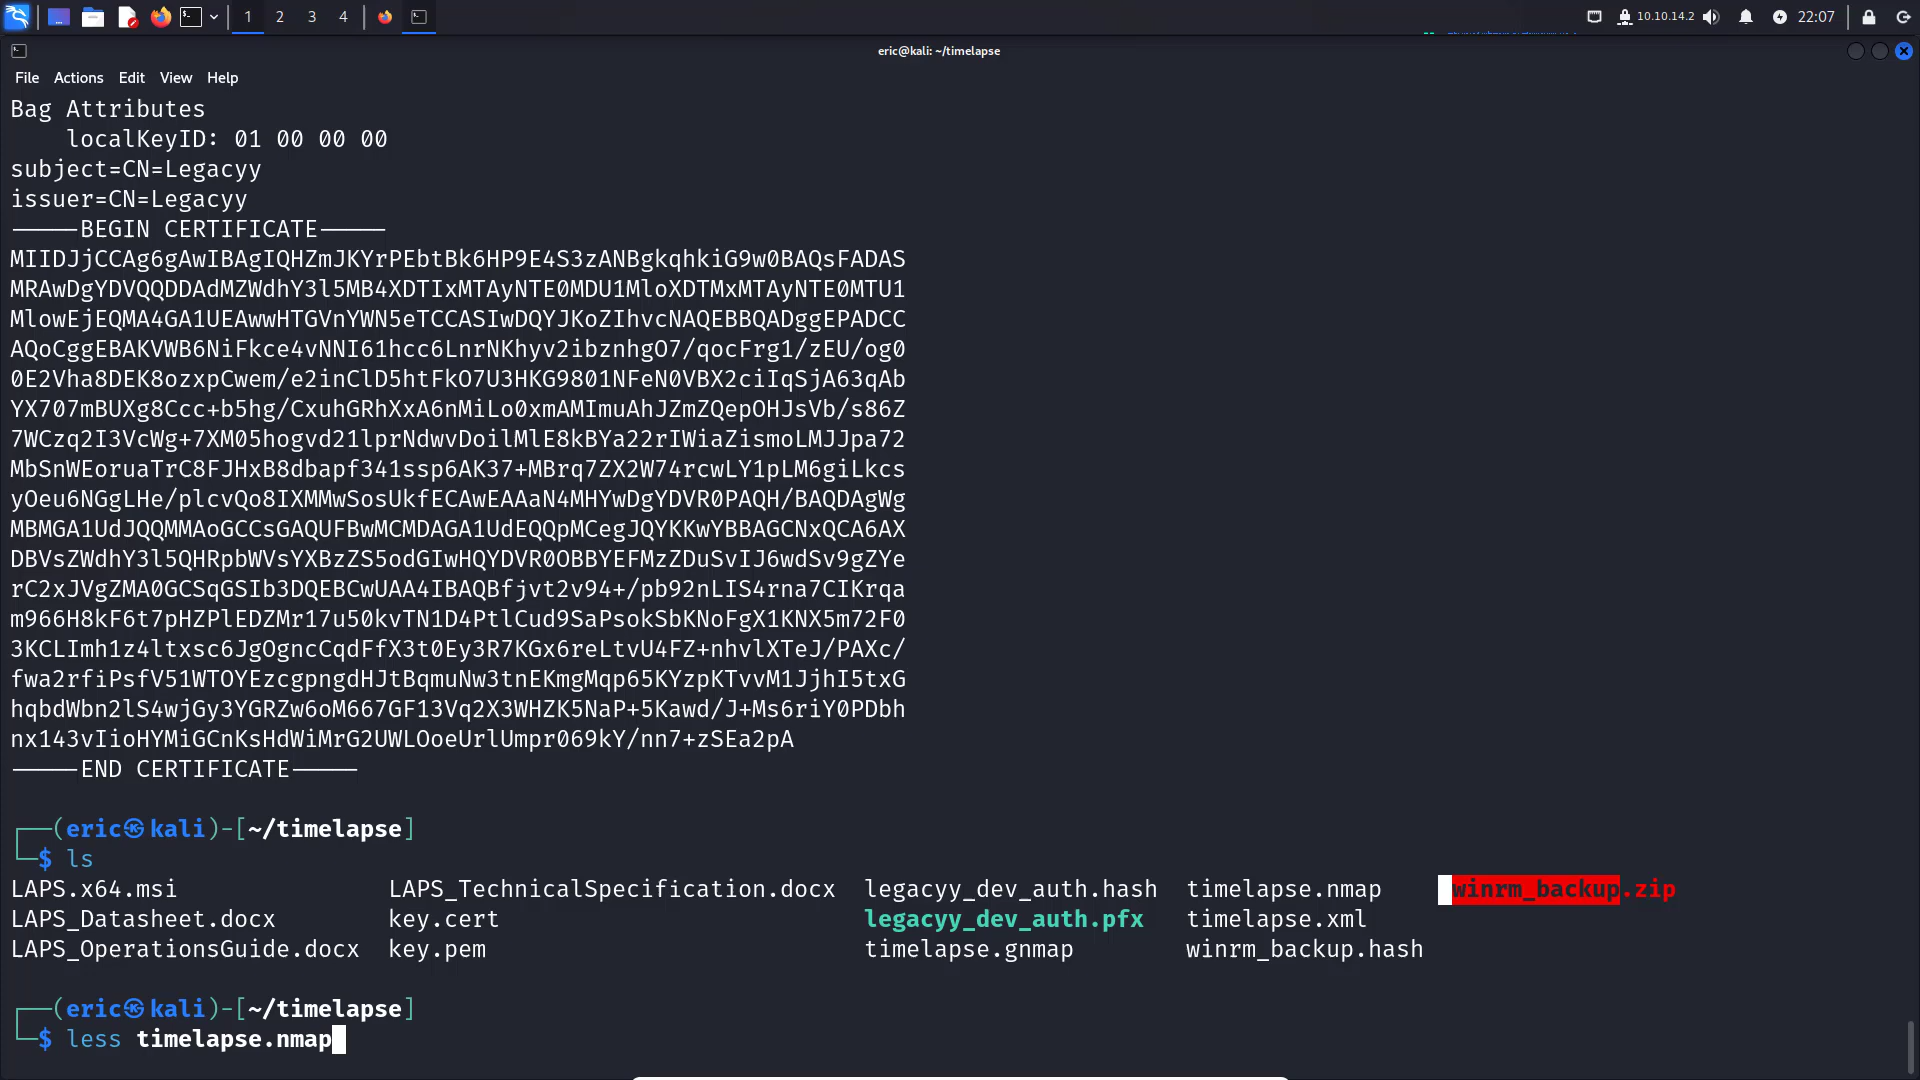 1 2 3 4 10.10.14.2 22:07
eric@kali: ~/timelapse
File Actions Edit View Help
Bag Attributes
localKeyID: 01 00 00 00
subject=CN=Legacyy
issuer=CN=Legacyy
-----BEGIN CERTIFICATE-----
MIIDJjCCAg6gAwIBAgIQHZmJKYrPEbtBk6HP9E4S3zANBgkqhkiG9w0BAQsFADAS
MRAwDgYDVQQDDAdMZWdhY3l5MB4XDTIxMTAyNTE0MDU1MloXDTMxMTAyNTE0MTU1
MlowEjEQMA4GA1UEAwwHTGVnYWN5eTCCASIwDQYJKoZIhvcNAQEBBQADggEPADCC
AQoCggEBAKVWB6NiFkce4vNNI61hcc6LnrNKhyv2ibznhgO7/qocFrg1/zEU/og0
0E2Vha8DEK8ozxpCwem/e2inClD5htFkO7U3HKG9801NFeN0VBX2ciIqSjA63qAb
YX707mBUXg8Ccc+b5hg/CxuhGRhXxA6nMiLo0xmAMImuAhJZmZQepOHJsVb/s86Z
7WCzq2I3VcWg+7XM05hogvd21lprNdwvDoilMlE8kBYa22rIWiaZismoLMJJpa72
MbSnWEoruaTrC8FJHxB8dbapf341ssp6AK37+MBrq7ZX2W74rcwLY1pLM6giLkcs
yOeu6NGgLHe/plcvQo8IXMMwSosUkfECAwEAAaN4MHYwDgYDVR0PAQH/BAQDAgWg
MBMGA1UdJQQMMAoGCCsGAQUFBwMCMDAGA1UdEQQpMCegJQYKKwYBBAGCNxQCA6AX
DBVsZWdhY3l5QHRpbWVsYXBzZS5odGIwHQYDVR0OBBYEFMzZDuSvIJ6wdSv9gZYe
rC2xJVgZMA0GCSqGSIb3DQEBCwUAA4IBAQBfjvt2v94+/pb92nLIS4rna7CIKrqa
m966H8kF6t7pHZPlEDZMr17u50kvTN1D4PtlCud9SaPsokSbKNoFgX1KNX5m72F0
3KCLImh1z4ltxsc6JgOgncCqdFfX3t0Ey3R7KGx6reLtvU4FZ+nhvlXTeJ/PAXc/
fwa2rfiPsfV51WTOYEzcgpngdHJtBqmuNw3tnEKmgMqp65KYzpKTvvM1JjhI5txG
hqbdWbn2lS4wjGy3YGRZw6oM667GF13Vq2X3WHZK5NaP+5Kawd/J+Ms6riY0PDbh
nx143vIioHYMiGCnKsHdWiMrG2UWLOoeUrlUmpr069kY/nn7+zSEa2pA
-----END CERTIFICATE-----
┌──(eric㉿kali)-[~/timelapse]
└─$ ls
LAPS.x64.msi LAPS_TechnicalSpecification.docx legacyy_dev_auth.hash timelapse.nmap winrm_backup.zip
LAPS_Datasheet.docx key.cert legacyy_dev_auth.pfx timelapse.xml
LAPS_OperationsGuide.docx key.pem timelapse.gnmap winrm_backup.hash
┌──(eric㉿kali)-[~/timelapse]
└─$ less timelapse.nmap